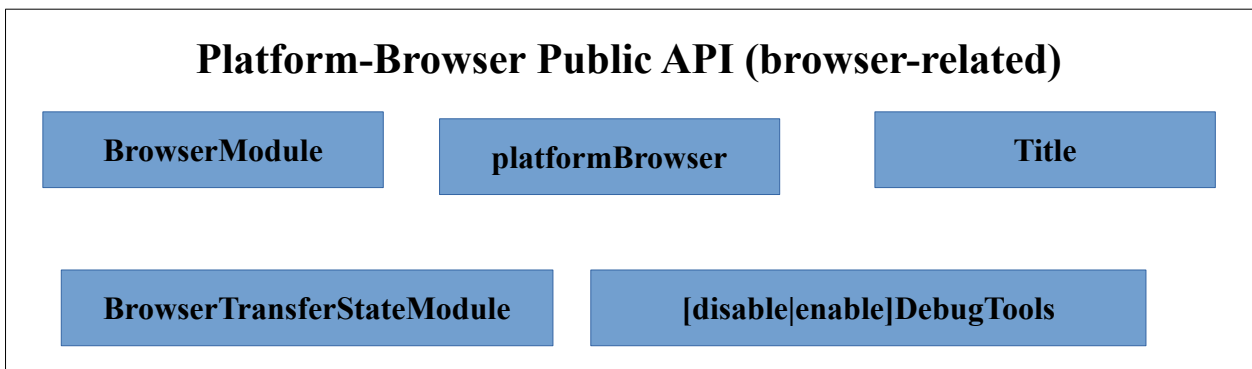 Platform-Browser Public API (browser-related)
BrowserModule
platformBrowser
Title
BrowserTransferStateModule
[disable|enable]DebugTools